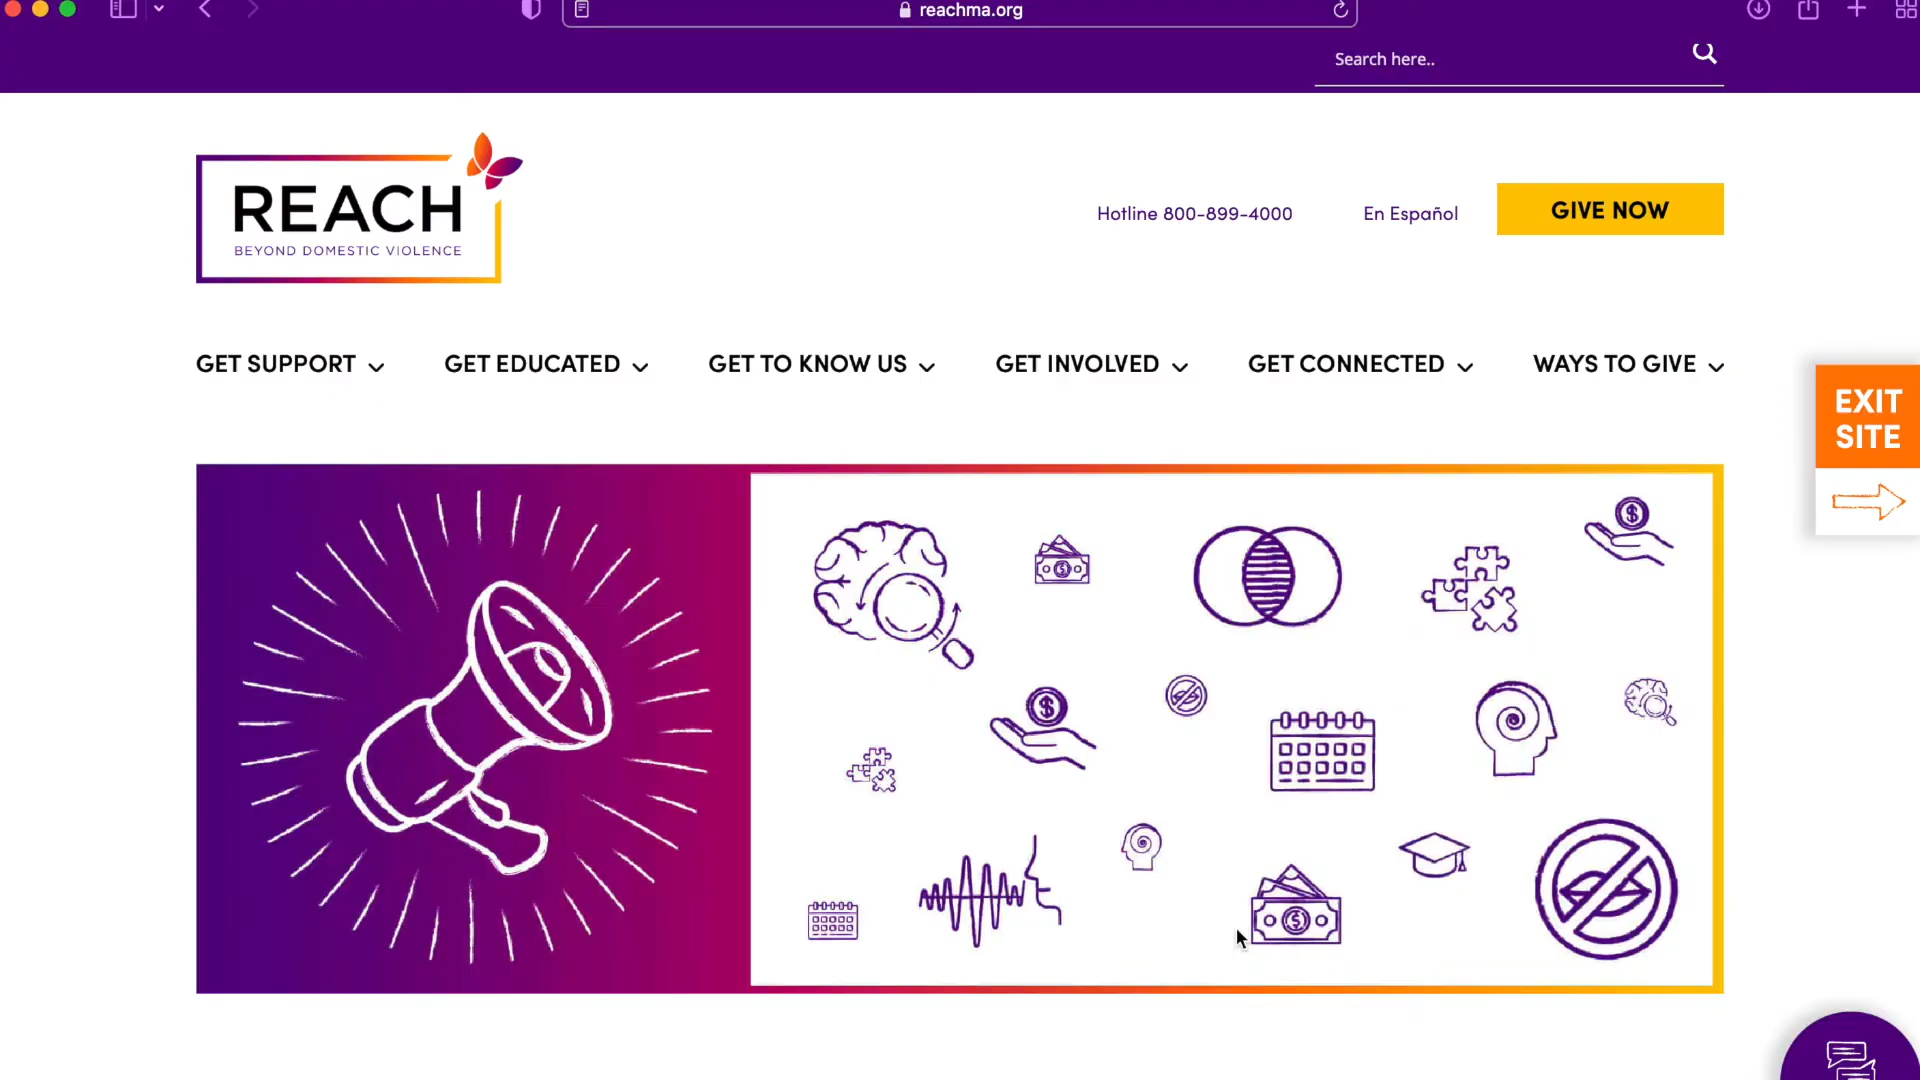 reachma.org
Search here..
REACH
BEYOND DOMESTIC VIOLENCE
Hotline 800-899-4000
En Español
GIVE NOW
GET SUPPORT
GET EDUCATED
GET TO KNOW US
GET INVOLVED
GET CONNECTED
WAYS TO GIVE
EXIT
SITE